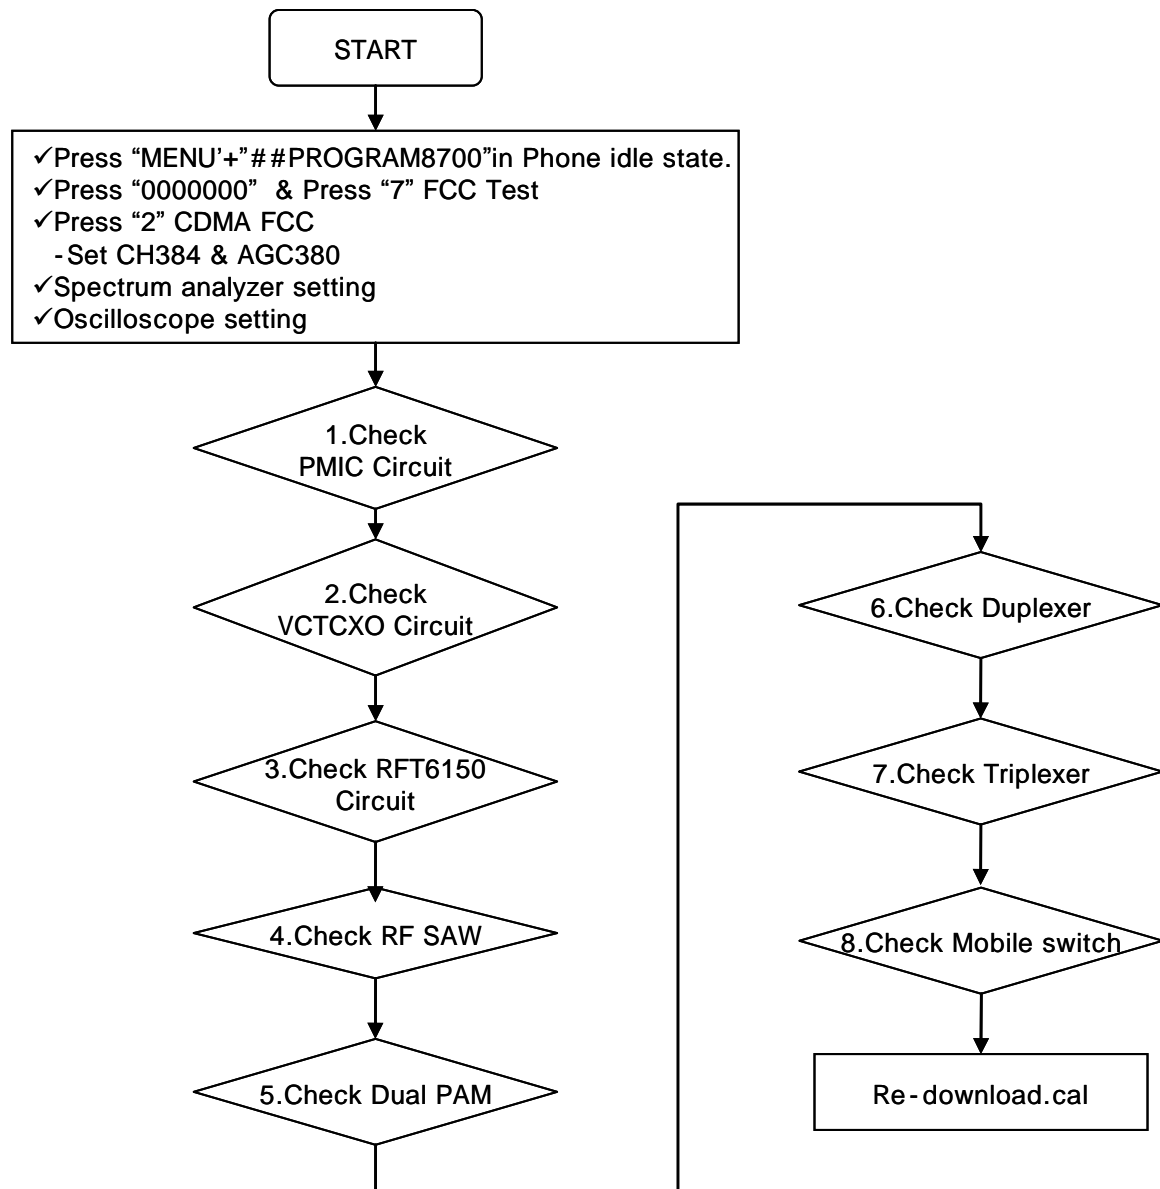 START
✓Press “MENU'+”##PROGRAM8700”in Phone idle state.
✓Press “0000000” & Press “7” FCC Test
✓Press “2” CDMA FCC
-Set CH384 & AGC380
✓Spectrum analyzer setting
✓Oscilloscope setting
1.Check
PMIC Circuit
2.Check
VCTCXO Circuit
3.Check RFT6150
Circuit
4.Check RF SAW
5.Check Dual PAM
6.Check Duplexer
7.Check Triplexer
8.Check Mobile switch
Re-download.cal